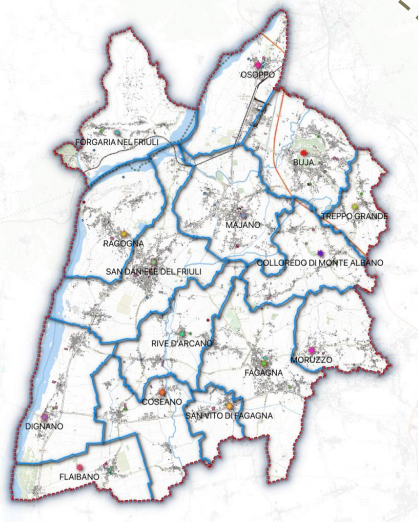 OSOPPO
FORGARIA NEL FRIULI
BUJA
TREPPO GRANDE
MAJANO
RAGOGNA
COLLOREDO DI MONTE ALBANO
SAN DANIELE DEL FRIULI
RIVE D'ARCANO
MORUZZO
FAGAGNA
COSEANO
SAN VITO DI FAGAGNA
DIGNANO
FLAIBANO